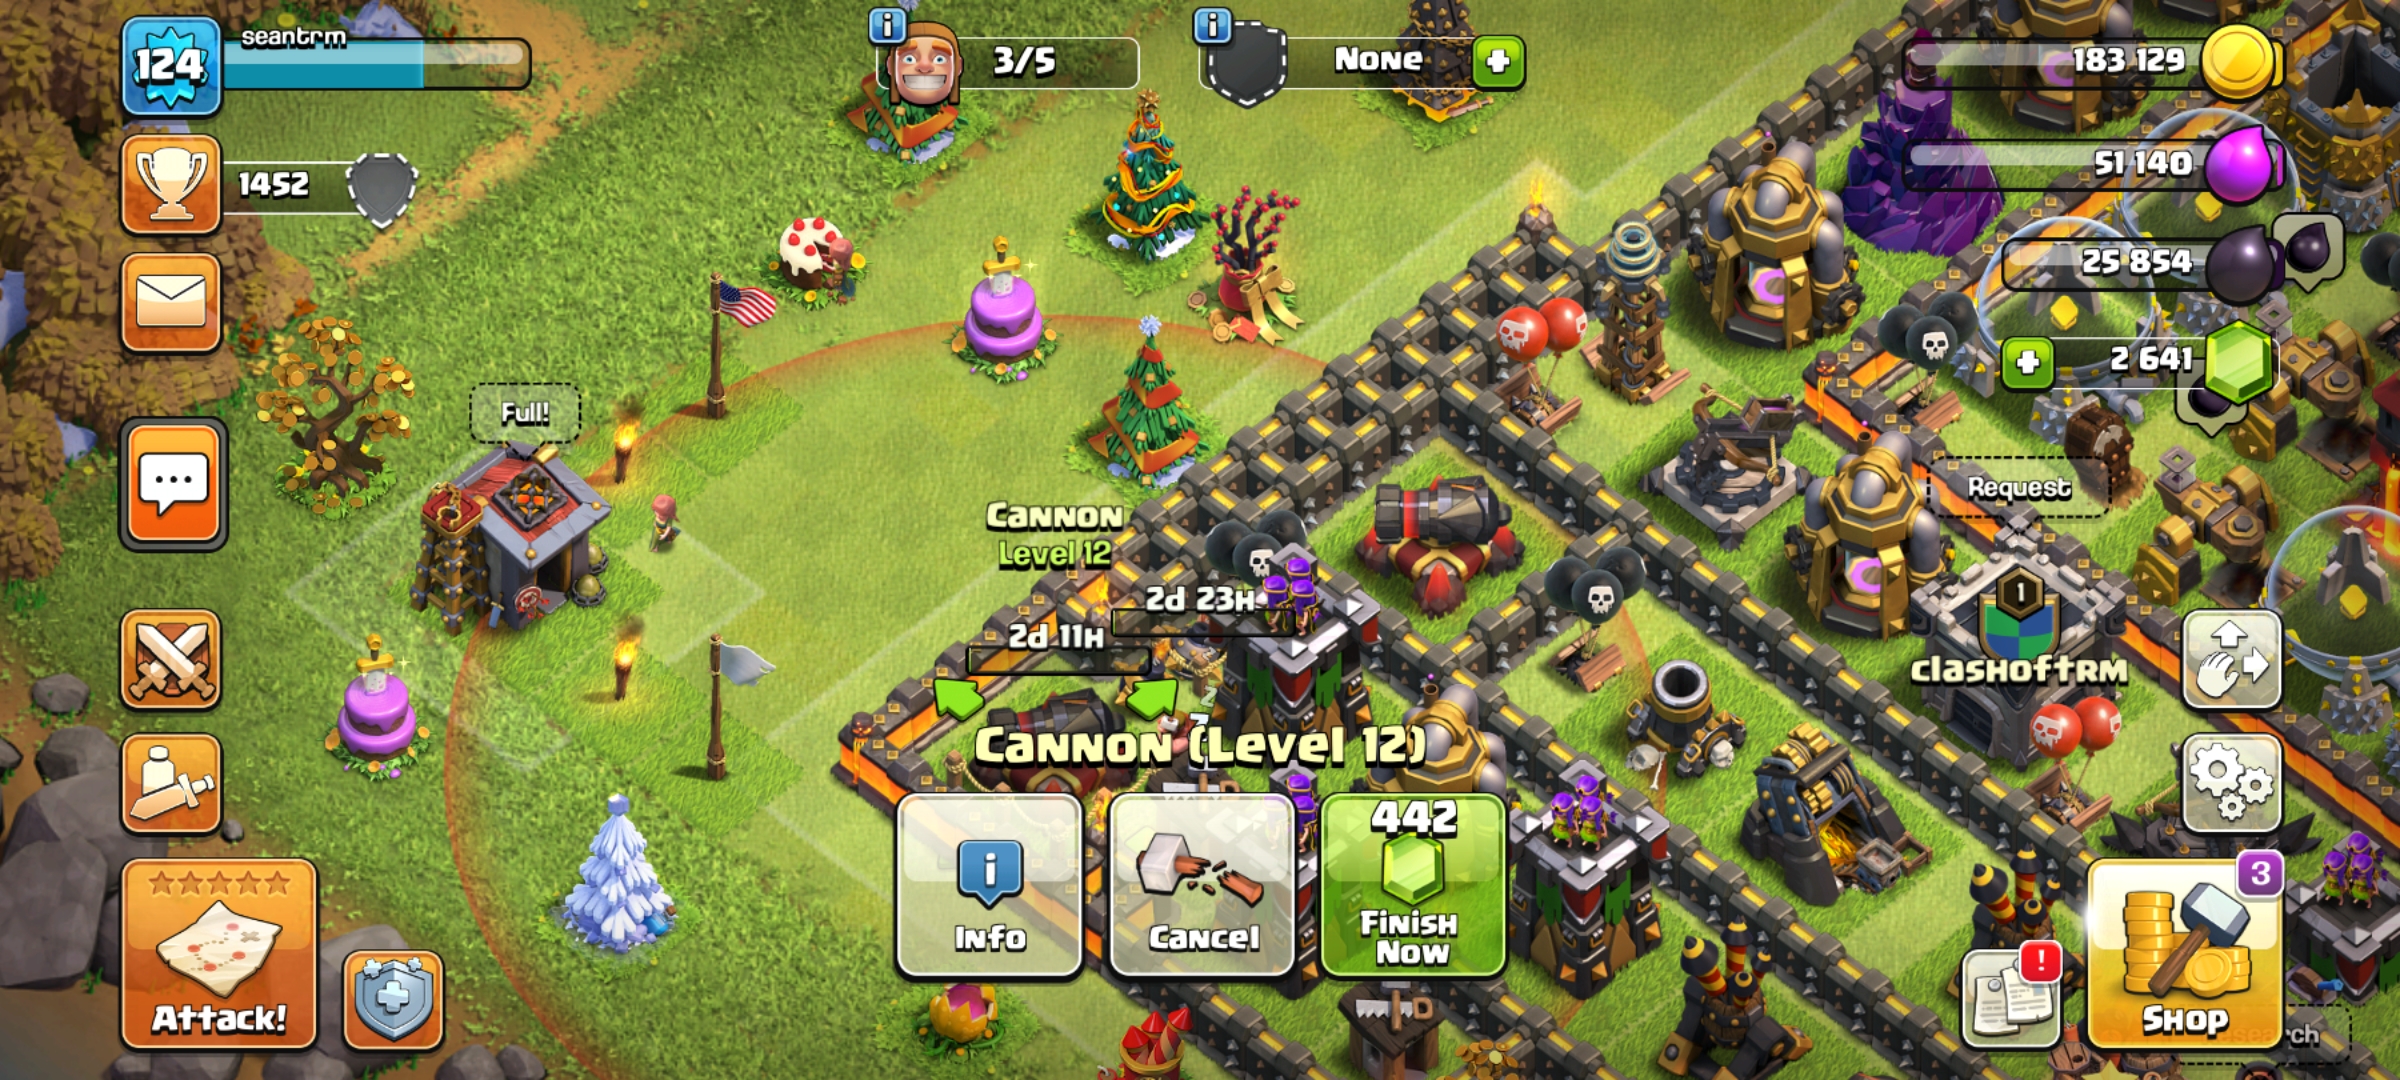 124
seantrm
3/5
None
183 129
1452
51 140
25 854
2 641
Full!
Request
Cannon
Level 12
2d 23H
2d 11H
1
clashoftrm
Cannon (Level 12)
Info
Cancel
442
Finish
Now
Attack!
3
!
Shop